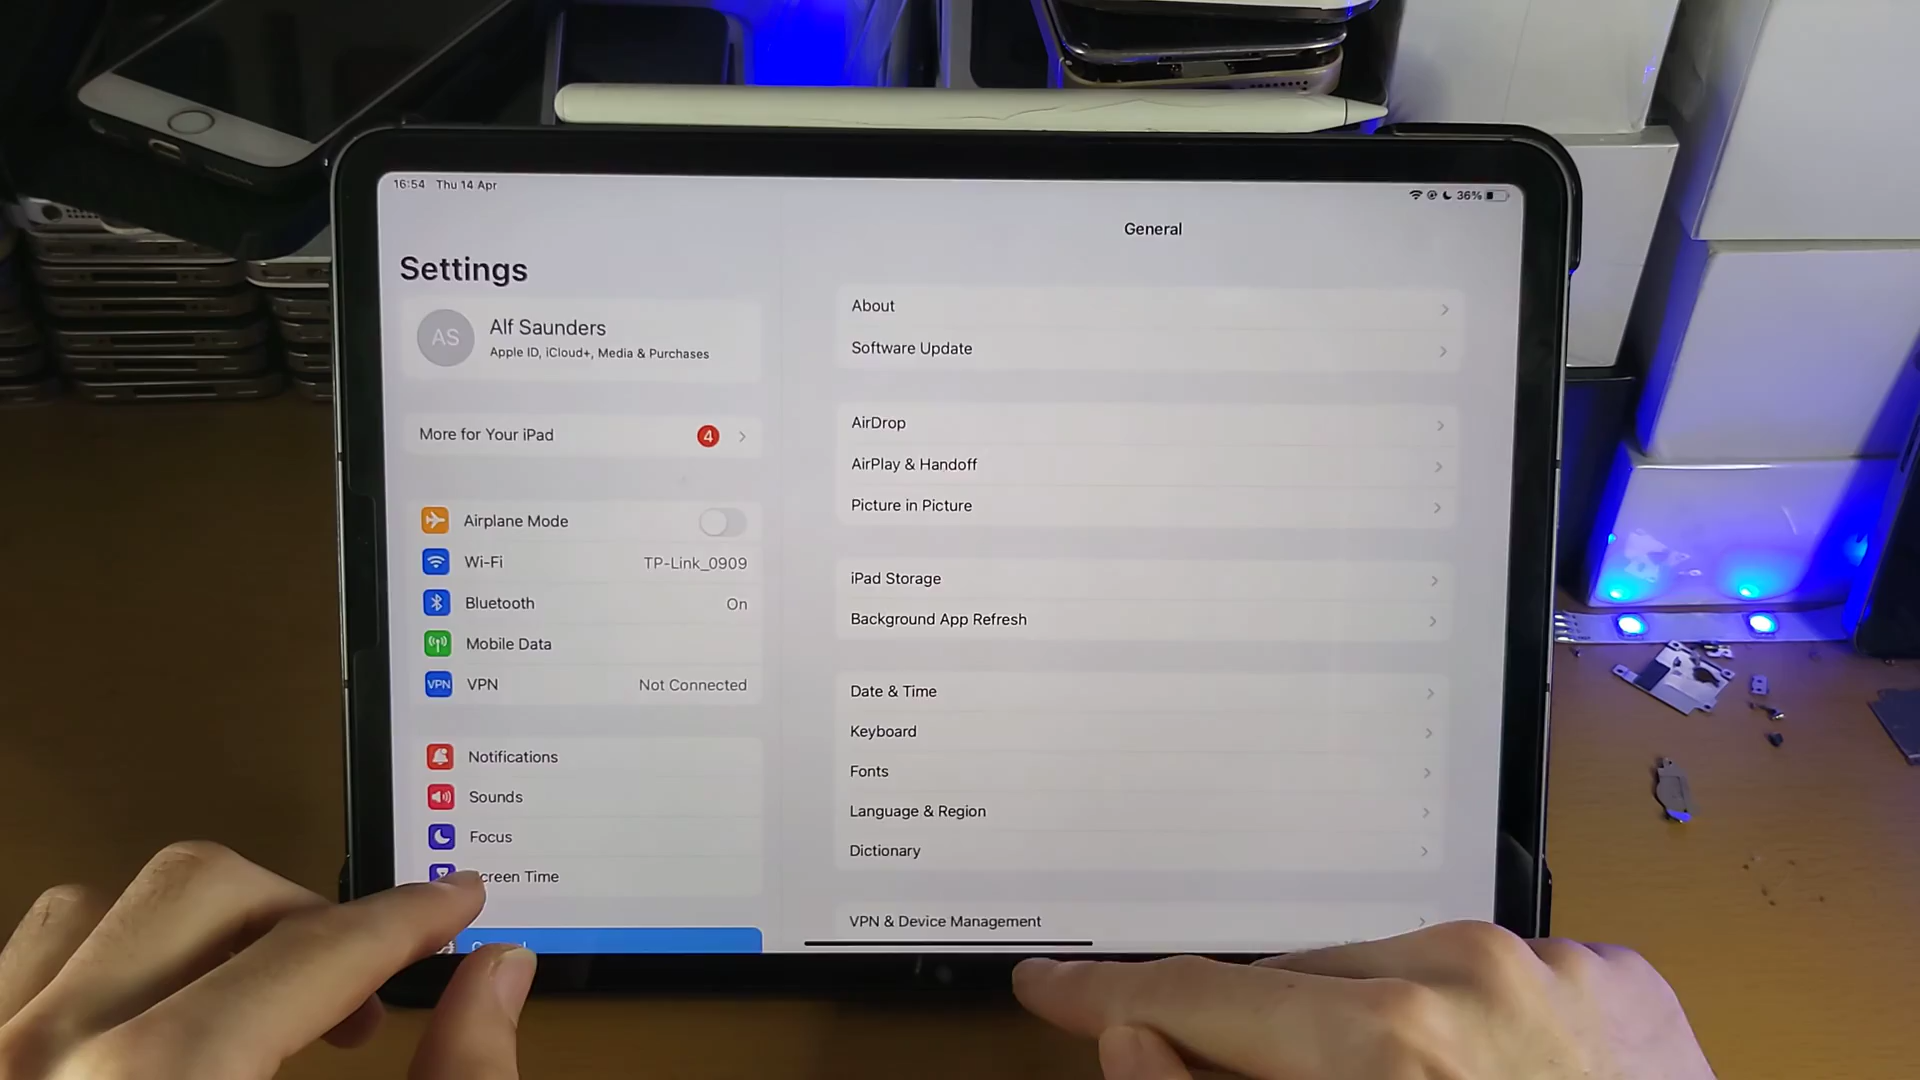 16:54 Thu 14 Apr
36%
General
Settings
AS
Alf Saunders
Apple ID, iCloud+, Media & Purchases
More for Your iPad 4
Airplane Mode
Wi-Fi TP-Link_0909
Bluetooth On
Mobile Data
VPN VPN Not Connected
Notifications
Sounds
Focus
creen Time
About
Software Update
AirDrop
AirPlay & Handoff
Picture in Picture
iPad Storage
Background App Refresh
Date & Time
Keyboard
Fonts
Language & Region
Dictionary
VPN & Device Management